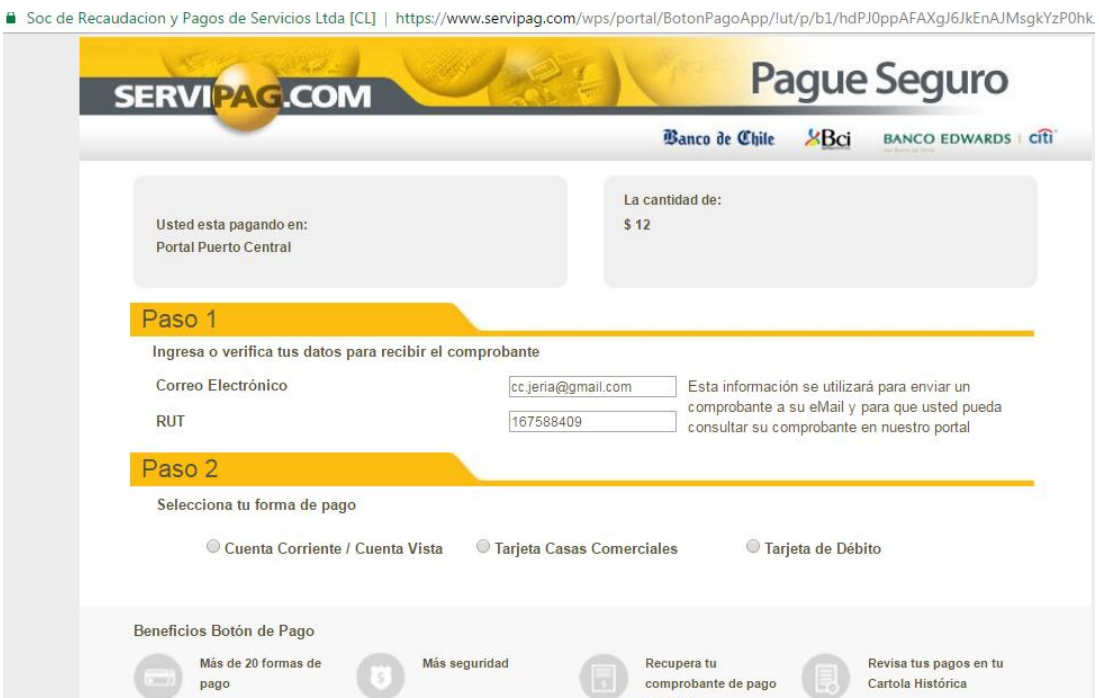 Soc de Recaudacion y Pagos de Servicios Ltda [CL] | https://www.servipag.com/wps/portal/BotonPagoApp/!ut/p/b1/hdPJ0ppAFAXgJ6JkEnAJMsgkYzP0hk
SERVIPAG.COM
Pague Seguro
Banco de Chile
Bci
BANCO EDWARDS | citi
Usted esta pagando en:
Portal Puerto Central
La cantidad de:
$ 12
Paso 1
Ingresa o verifica tus datos para recibir el comprobante
Correo Electrónico
cc.jeria@gmail.com
RUT
167588409
Esta información se utilizará para enviar un
comprobante a su eMail y para que usted pueda
consultar su comprobante en nuestro portal
Paso 2
Selecciona tu forma de pago
Cuenta Corriente / Cuenta Vista
Tarjeta Casas Comerciales
Tarjeta de Débito
Beneficios Botón de Pago
Más de 20 formas de
pago
Más seguridad
Recupera tu
comprobante de pago
Revisa tus pagos en tu
Cartola Histórica